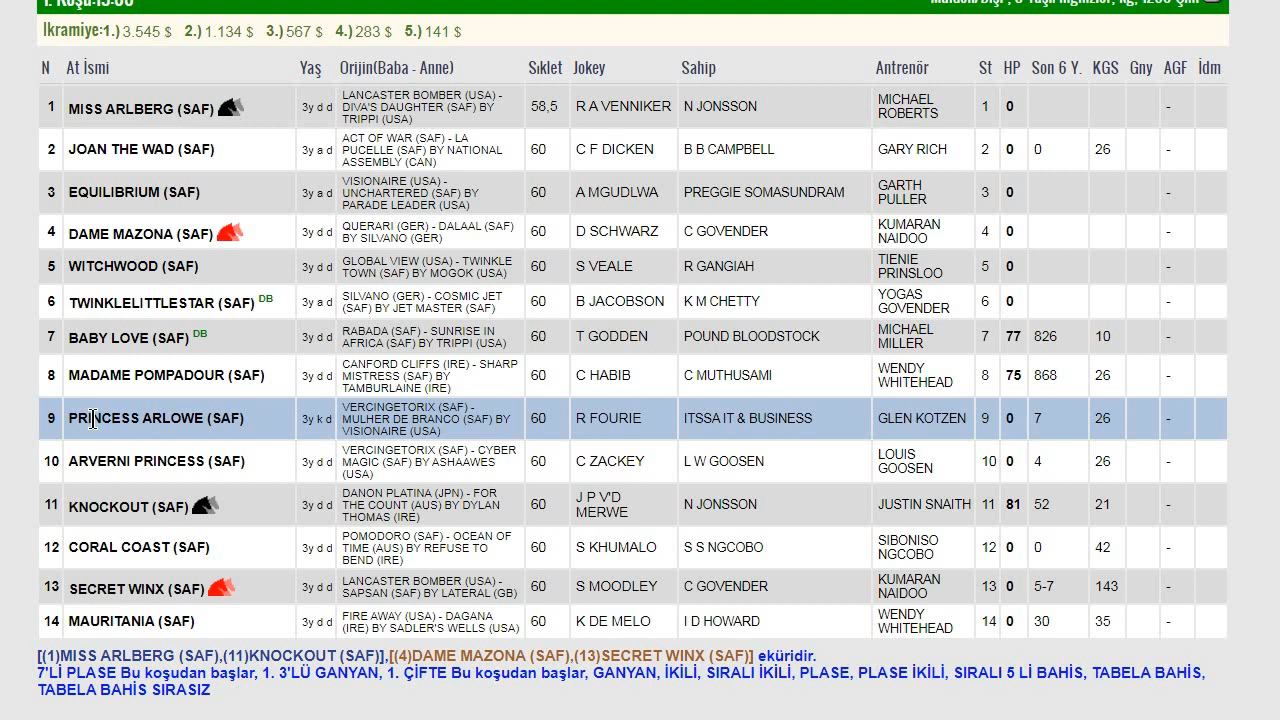 1. Koşu:15:00
İkramiye:1.) 3.545 $ 2.) 1.134 $ 3.) 567 $ 4.) 283 $ 5.) 141 $
N At İsmi Yaş Orijin(Baba - Anne) Sıklet Jokey Sahip Antrenör St HP Son 6 Y. KGS Gny AGF İdm
1 MISS ARLBERG (SAF) 3y d d LANCASTER BOMBER (USA) - DIVA'S DAUGHTER (SAF) BY TRIPPI (USA) 58,5 R A VENNIKER N JONSSON MICHAEL ROBERTS 1 0 -
2 JOAN THE WAD (SAF) 3y a d ACT OF WAR (SAF) - LA PUCELLE (SAF) BY NATIONAL ASSEMBLY (CAN) 60 C F DICKEN B B CAMPBELL GARY RICH 2 0 0 26 -
3 EQUILIBRIUM (SAF) 3y a d VISIONAIRE (USA) - UNCHARTERED (SAF) BY PARADE LEADER (USA) 60 A MGUDLWA PREGGIE SOMASUNDRAM GARTH PULLER 3 0 -
4 DAME MAZONA (SAF) 3y d d QUERARI (GER) - DALAAL (SAF) BY SILVANO (GER) 60 D SCHWARZ C GOVENDER KUMARAN NAIDOO 4 0 -
5 WITCHWOOD (SAF) 3y d d GLOBAL VIEW (USA) - TWINKLE TOWN (SAF) BY MOGOK (USA) 60 S VEALE R GANGIAH TIENIE PRINSLOO 5 0 -
6 TWINKLELITTLESTAR (SAF) DB 3y a d SILVANO (GER) - COSMIC JET (SAF) BY JET MASTER (SAF) 60 B JACOBSON K M CHETTY YOGAS GOVENDER 6 0 -
7 BABY LOVE (SAF) DB 3y d d RABADA (SAF) - SUNRISE IN AFRICA (SAF) BY TRIPPI (USA) 60 T GODDEN POUND BLOODSTOCK MICHAEL MILLER 7 77 826 10 -
8 MADAME POMPADOUR (SAF) 3y d d CANFORD CLIFFS (IRE) - SHARP MISTRESS (SAF) BY TAMBURLAINE (IRE) 60 C HABIB C MUTHUSAMI WENDY WHITEHEAD 8 75 868 26 -
9 PRINCESS ARLOWE (SAF) 3y k d VERCINGETORIX (SAF) - MULHER DE BRANCO (SAF) BY VISIONAIRE (USA) 60 R FOURIE ITSSA IT & BUSINESS GLEN KOTZEN 9 0 7 26 -
10 ARVERNI PRINCESS (SAF) 3y d d VERCINGETORIX (SAF) - CYBER MAGIC (SAF) BY ASHAAWES (USA) 60 C ZACKEY L W GOOSEN LOUIS GOOSEN 10 0 4 26 -
11 KNOCKOUT (SAF) 3y d d DANON PLATINA (JPN) - FOR THE COUNT (AUS) BY DYLAN THOMAS (IRE) 60 J P V'D MERWE N JONSSON JUSTIN SNAITH 11 81 52 21 -
12 CORAL COAST (SAF) 3y d d POMODORO (SAF) - OCEAN OF TIME (AUS) BY REFUSE TO BEND (IRE) 60 S KHUMALO S S NGCOBO SIBONISO NGCOBO 12 0 0 42 -
13 SECRET WINX (SAF) 3y d d LANCASTER BOMBER (USA) - SAPSAN (SAF) BY LATERAL (GB) 60 S MOODLEY C GOVENDER KUMARAN NAIDOO 13 0 5-7 143 -
14 MAURITANIA (SAF) 3y d d FIRE AWAY (USA) - DAGANA (IRE) BY SADLER'S WELLS (USA) 60 K DE MELO I D HOWARD WENDY WHITEHEAD 14 0 30 35 -
[(1)MISS ARLBERG (SAF),(11)KNOCKOUT (SAF)],[(4)DAME MAZONA (SAF),(13)SECRET WINX (SAF)] eküridir.
7'Lİ PLASE Bu koşudan başlar, 1. 3'LÜ GANYAN, 1. ÇİFTE Bu koşudan başlar, GANYAN, İKİLİ, SIRALI İKİLİ, PLASE, PLASE İKİLİ, SIRALI 5 Lİ BAHİS, TABELA BAHİS,
TABELA BAHİS SIRASIZ